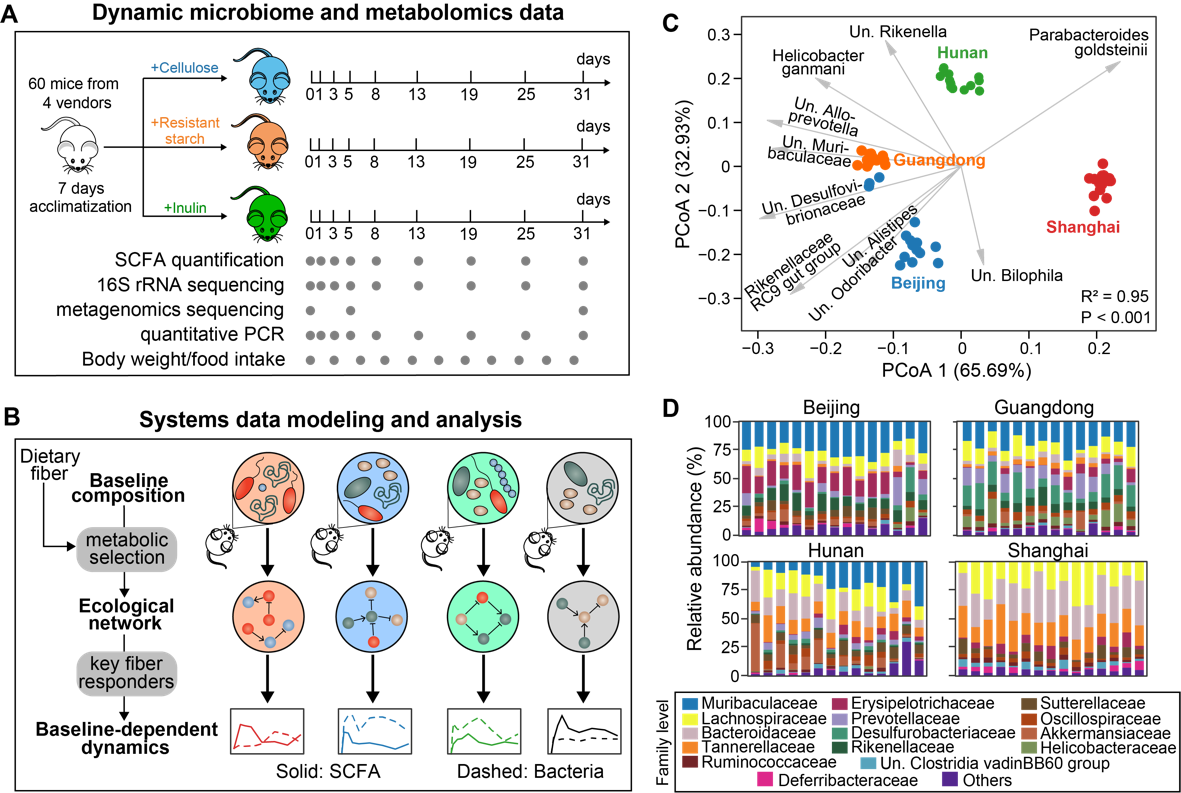 A
Dynamic microbiome and metabolomics data
60 mice from
4 vendors
7 days
acclimatization
+Cellulose
days
01 3 5 8 13 19 25 31
+Resistant
starch
days
01 3 5 8 13 19 25 31
+Inulin
days
01 3 5 8 13 19 25 31
SCFA quantification
16S rRNA sequencing
metagenomics sequencing
quantitative PCR
Body weight/food intake
B
Systems data modeling and analysis
Dietary
fiber
Baseline
composition
metabolic
selection
Ecological
network
key fiber
responders
Baseline-dependent
dynamics
Solid: SCFA
Dashed: Bacteria
C
PCoA 2 (32.93%)
0.3
0.2
0.1
0
−0.1
−0.2
−0.3
Un. Rikenella
Hunan
Parabacteroides
goldsteinii
Helicobacter
ganmani
Un. Allo-
prevotella
Un. Muri-
baculaceae
Guangdong
Un. Desulfovi-
brionaceae
Shanghai
Un. Alistipes
Rikenellaceae
RC9 gut group
Un. Odoribacter
Beijing
Un. Bilophila
R² = 0.95
P < 0.001
−0.3 −0.2 −0.1 0 0.1 0.2
PCoA 1 (65.69%)
D
Relative abundance (%)
Beijing
Guangdong
100
75
50
25
0
Hunan
Shanghai
100
75
50
25
0
Family level
Muribaculaceae
Erysipelotrichaceae
Sutterellaceae
Lachnospiraceae
Prevotellaceae
Oscillospiraceae
Bacteroidaceae
Desulfurobacteriaceae
Akkermansiaceae
Tannerellaceae
Rikenellaceae
Helicobacteraceae
Ruminococcaceae
Un. Clostridia vadinBB60 group
Deferribacteraceae
Others